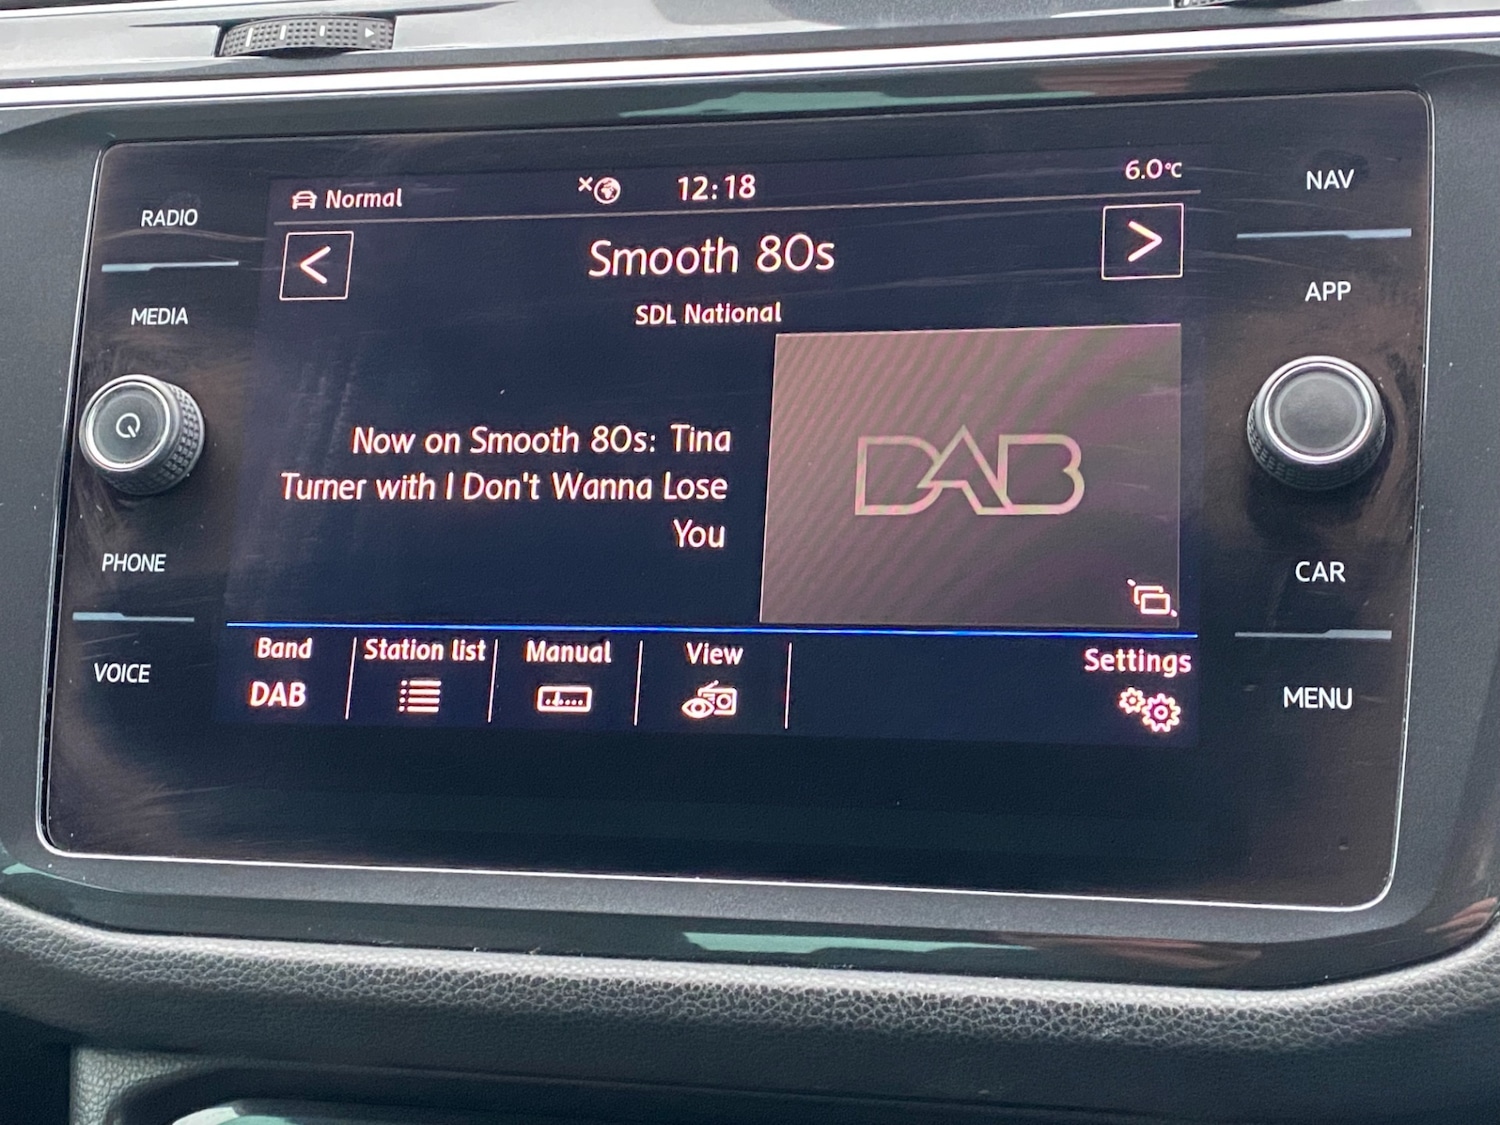 RADIO
MEDIA
PHONE
VOICE
Normal
12:18
6.0°C
<
Smooth 80s
>
SDL National
Now on Smooth 80s: Tina
Turner with I Don't Wanna Lose
You
DAB
Band
DAB
Station list
Manual
View
Settings
NAV
APP
CAR
MENU